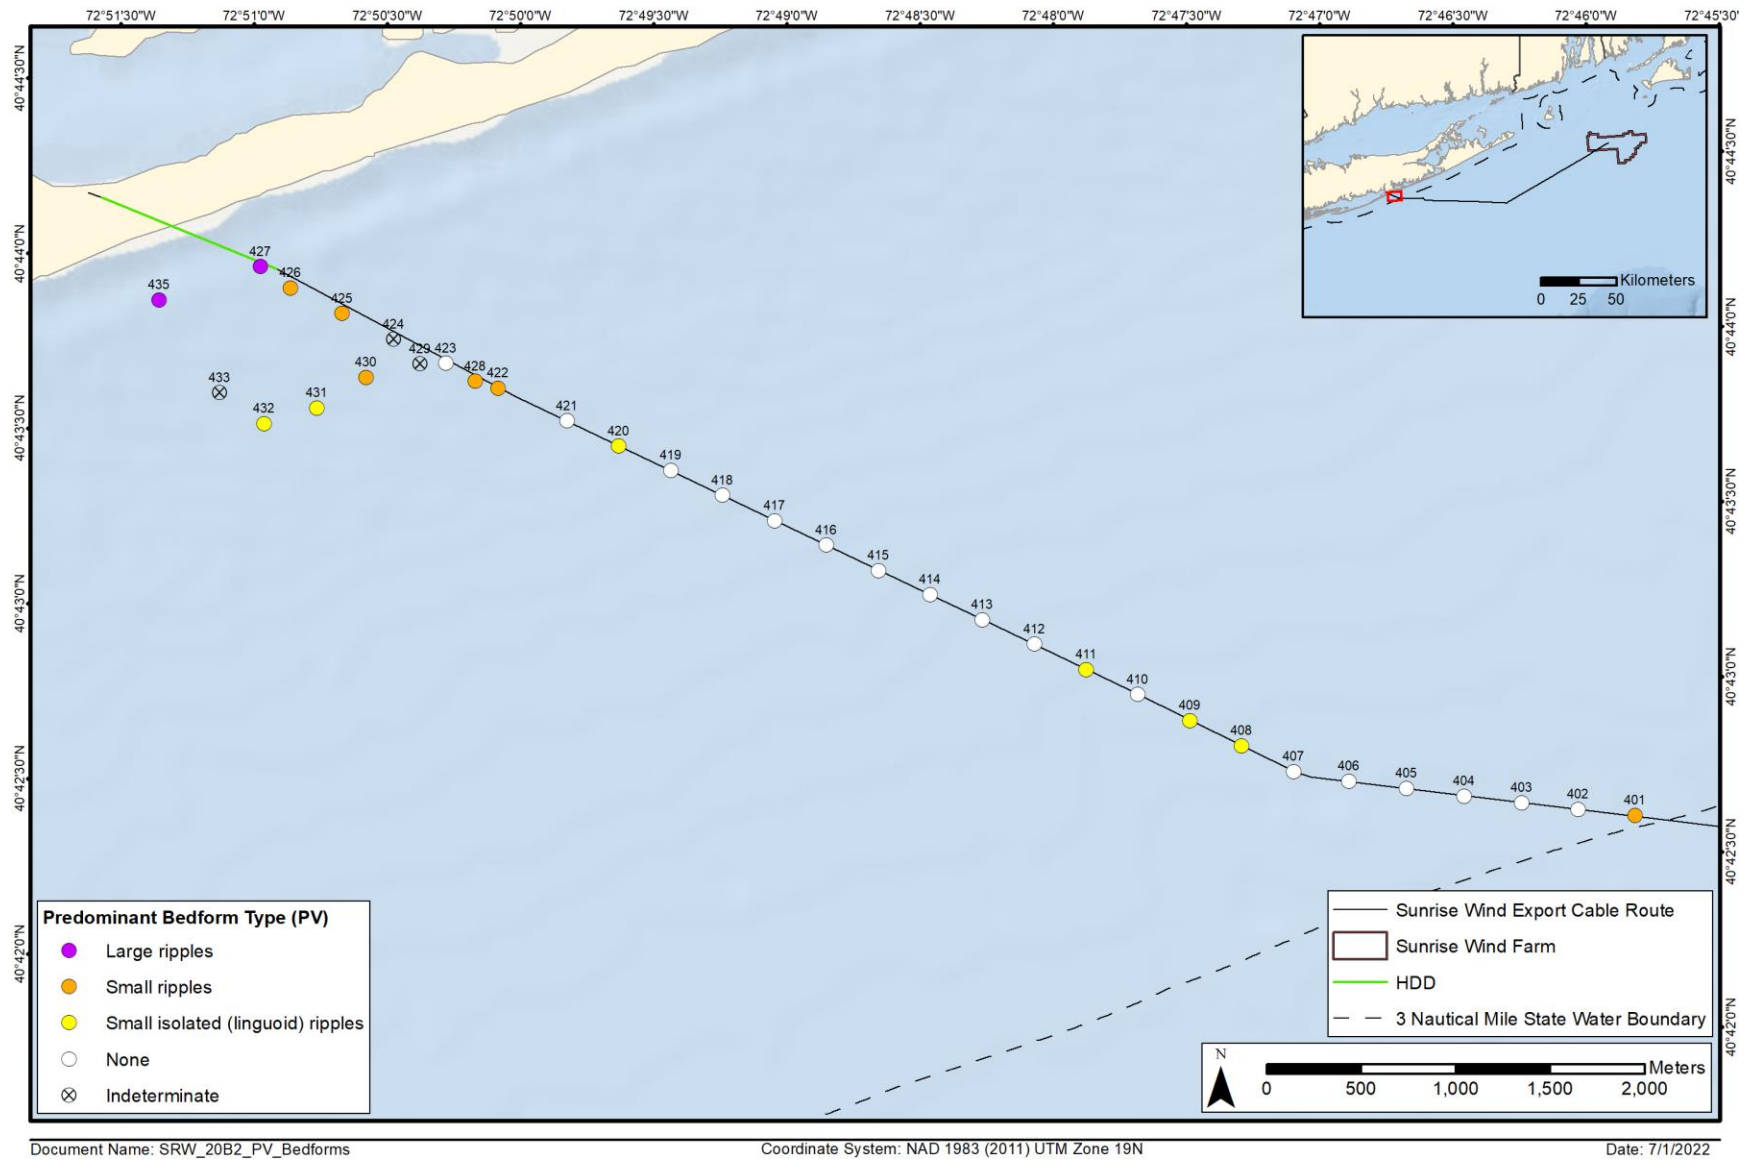 72°51'30"W 72°51'0"W 72°50'30"W 72°50'0"W 72°49'30"W 72°49'0"W 72°48'30"W 72°48'0"W 72°47'30"W 72°47'0"W 72°46'30"W 72°46'0"W 72°45'30"
40°44'30"N
40°44'0"N
40°43'30"N
40°43'0"N
40°42'30"N
40°42'0"N
40°44'30"N
40°44'0"N
40°43'30"N
40°43'0"N
40°42'30"N
40°42'0"N
Kilometers
0 25 50
427
426
435
425
424
429 423
430
428 422
433
431
432
421
420
419
418
417
416
415
414
413
412
411
410
409
408
407
406
405
404
403
402
401
Predominant Bedform Type (PV)
Large ripples
Small ripples
Small isolated (linguoid) ripples
None
Indeterminate
Sunrise Wind Export Cable Route
Sunrise Wind Farm
HDD
3 Nautical Mile State Water Boundary
N
Meters
0 500 1,000 1,500 2,000
Document Name: SRW_20B2_PV_Bedforms Coordinate System: NAD 1983 (2011) UTM Zone 19N Date: 7/1/2022